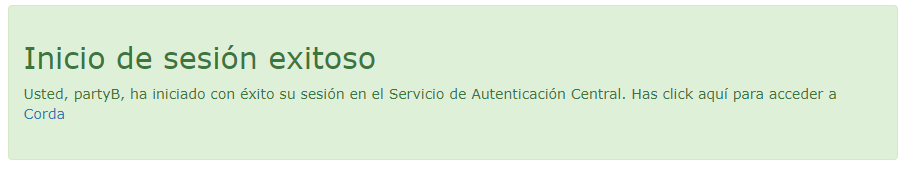 Inicio de sesión exitoso
Usted, partyB, ha iniciado con éxito su sesión en el Servicio de Autenticación Central. Has click aquí para acceder a
Corda